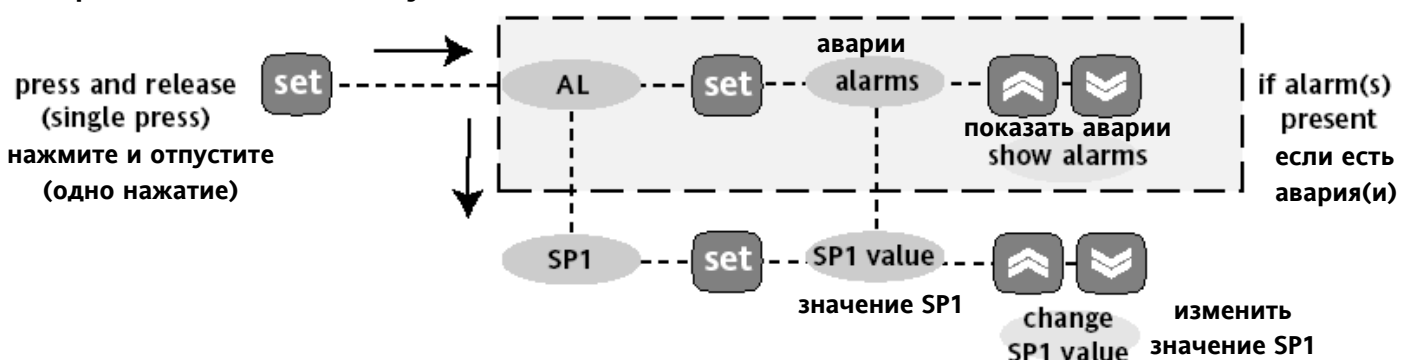 аварии
press and release
set
AL
set
alarms
if alarm(s)
(single press)
present
показать аварии
нажмите и отпустите
show alarms
если есть
(одно нажатие)
авария(и)
SP1
set
SP1 value
значение SP1
change
изменить
SP1 value
значение SP1